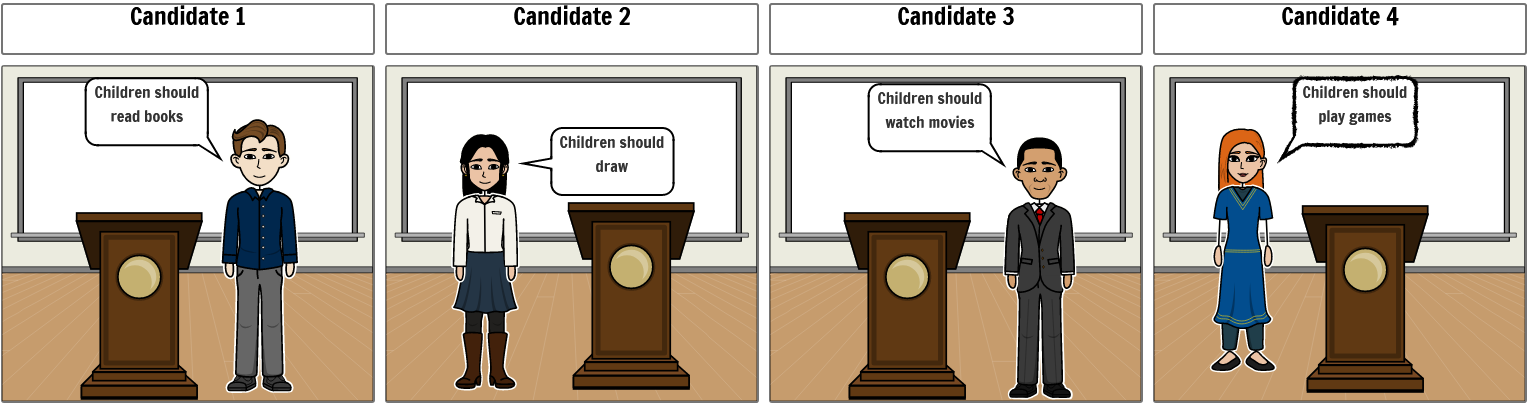 Candidate 1
Candidate 2
Candidate 3
Candidate 4
Children should
read books
Children should
draw
Children should
watch movies
Children should
play games